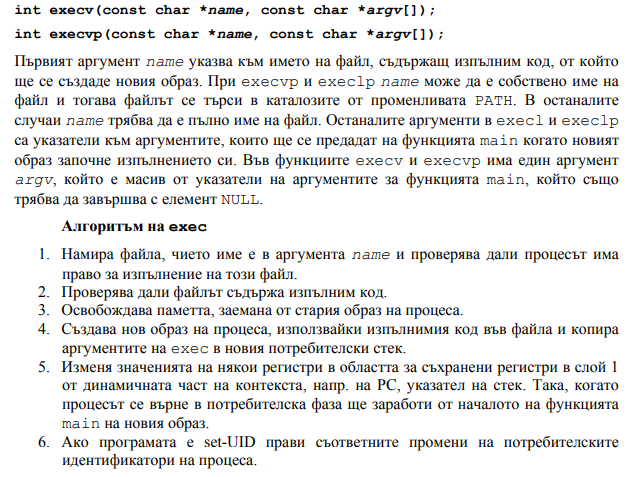 int execv(const char *name, const char *argv[]);
int execvp(const char *name, const char *argv[]);
Първият аргумент name указва към името на файл, съдържащ изпълним код, от който
ще се създаде новия образ. При execvp и execlp name може да е собствено име на
файл и тогава файлът се търси в каталозите от променливата PATH. В останалите
случаи name трябва да е пълно име на файл. Останалите аргументи в execl и execlp
са указатели към аргументите, които ще се предадат на функцията main когато новият
образ започне изпълнението си. Във функциите execv и execvp има един аргумент
argv, който е масив от указатели на аргументите за функцията main, който също
трябва да завършва с елемент NULL.
Алгоритъм на exec
1. Намира файла, чието име е в аргумента name и проверява дали процесът има
право за изпълнение на този файл.
2. Проверява дали файлът съдържа изпълним код.
3. Освобождава паметта, заемана от стария образ на процеса.
4. Създава нов образ на процеса, използвайки изпълнимия код във файла и копира
аргументите на exec в новия потребителски стек.
5. Изменя значенията на някои регистри в областта за съхранени регистри в слой 1
от динамичната част на контекста, напр. на PC, указател на стек. Така, когато
процесът се върне в потребителска фаза ще заработи от началото на функцията
main на новия образ.
6. Ако програмата е set-UID прави съответните промени на потребителските
идентификатори на процеса.